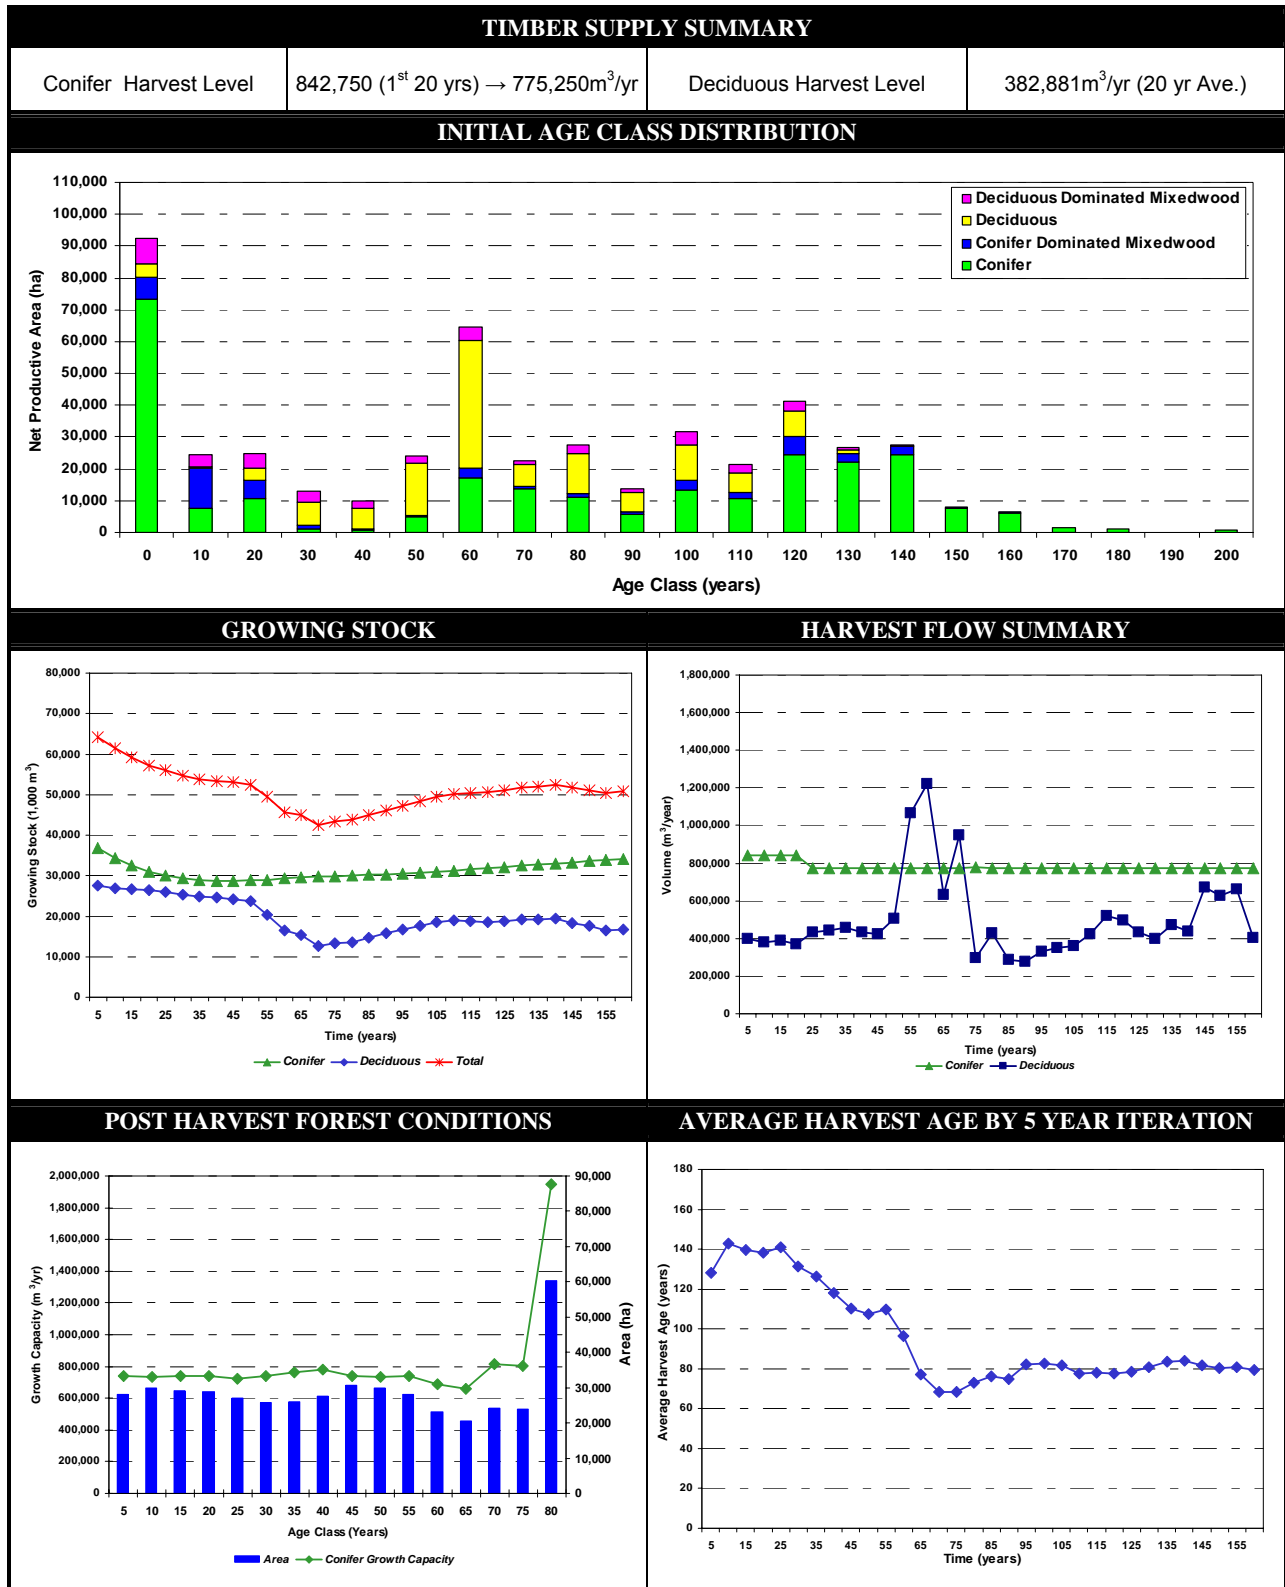 TIMBER SUPPLY SUMMARY
Conifer Harvest Level 842,750 (1st 20 yrs) → 775,250m3/yr Deciduous Harvest Level 382,881m3/yr (20 yr Ave.)
INITIAL AGE CLASS DISTRIBUTION
Net Productive Area (ha)
110,000
100,000
90,000
80,000
70,000
60,000
50,000
40,000
30,000
20,000
10,000
0
Deciduous Dominated Mixedwood
Deciduous
Conifer Dominated Mixedwood
Conifer
0 10 20 30 40 50 60 70 80 90 100 110 120 130 140 150 160 170 180 190 200
Age Class (years)
GROWING STOCK
Growing Stock (1,000 m3)
80,000
70,000
60,000
50,000
40,000
30,000
20,000
10,000
0
5 15 25 35 45 55 65 75 85 95 105 115 125 135 145 155
Time (years)
Conifer Deciduous Total
HARVEST FLOW SUMMARY
Volume (m3/year)
1,800,000
1,600,000
1,400,000
1,200,000
1,000,000
800,000
600,000
400,000
200,000
0
5 15 25 35 45 55 65 75 85 95 105 115 125 135 145 155
Time (years)
Conifer Deciduous
POST HARVEST FOREST CONDITIONS
Growth Capacity (m3/yr)
2,000,000
1,800,000
1,600,000
1,400,000
1,200,000
1,000,000
800,000
600,000
400,000
200,000
0
90,000
80,000
70,000
60,000
50,000
40,000
30,000
20,000
10,000
0
Area (ha)
5 10 15 20 25 30 35 40 45 50 55 60 65 70 75 80
Age Class (Years)
Area Conifer Growth Capacity
AVERAGE HARVEST AGE BY 5 YEAR ITERATION
Average Harvest Age (years)
180
160
140
120
100
80
60
40
20
0
5 15 25 35 45 55 65 75 85 95 105 115 125 135 145 155
Time (years)